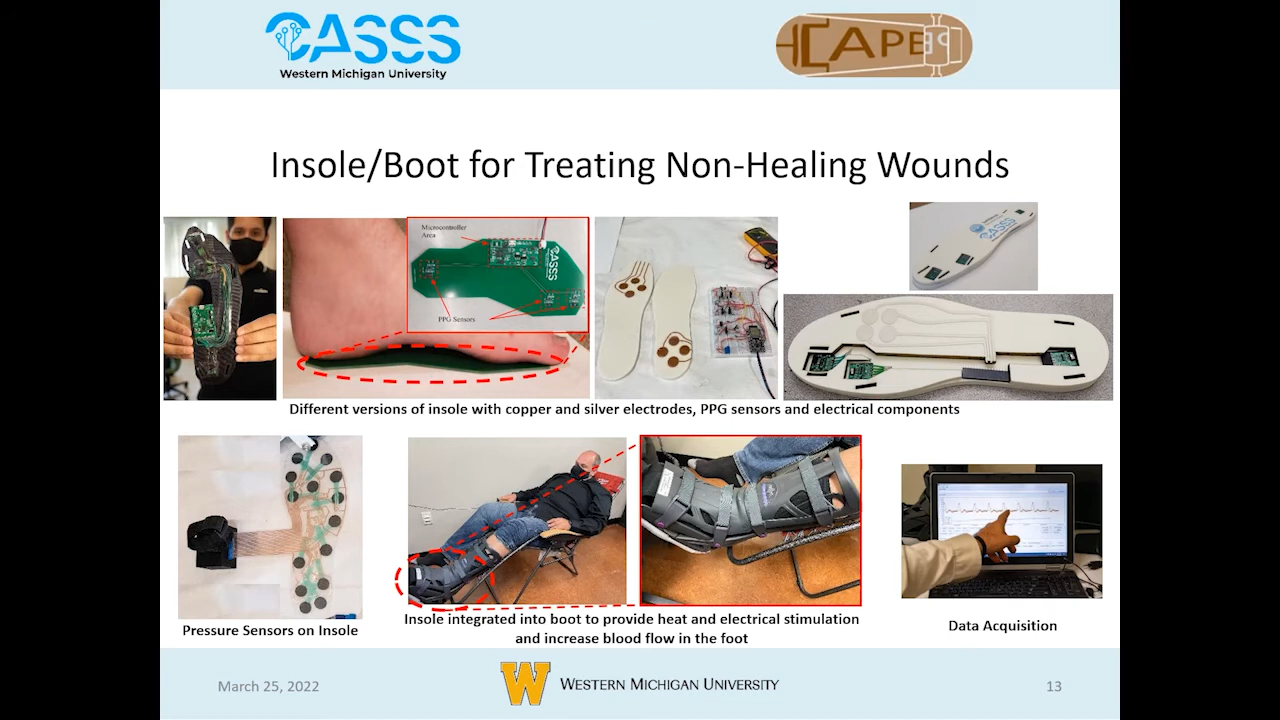 CASSS
Western Michigan University
CAPE
Insole/Boot for Treating Non-Healing Wounds
Microcontroller
Area
CASSS
PPG Sensors
CASSS
Different versions of insole with copper and silver electrodes, PPG sensors and electrical components
Pressure Sensors on Insole
Insole integrated into boot to provide heat and electrical stimulation
and increase blood flow in the foot
Data Acquisition
March 25, 2022
W
WESTERN MICHIGAN UNIVERSITY
13